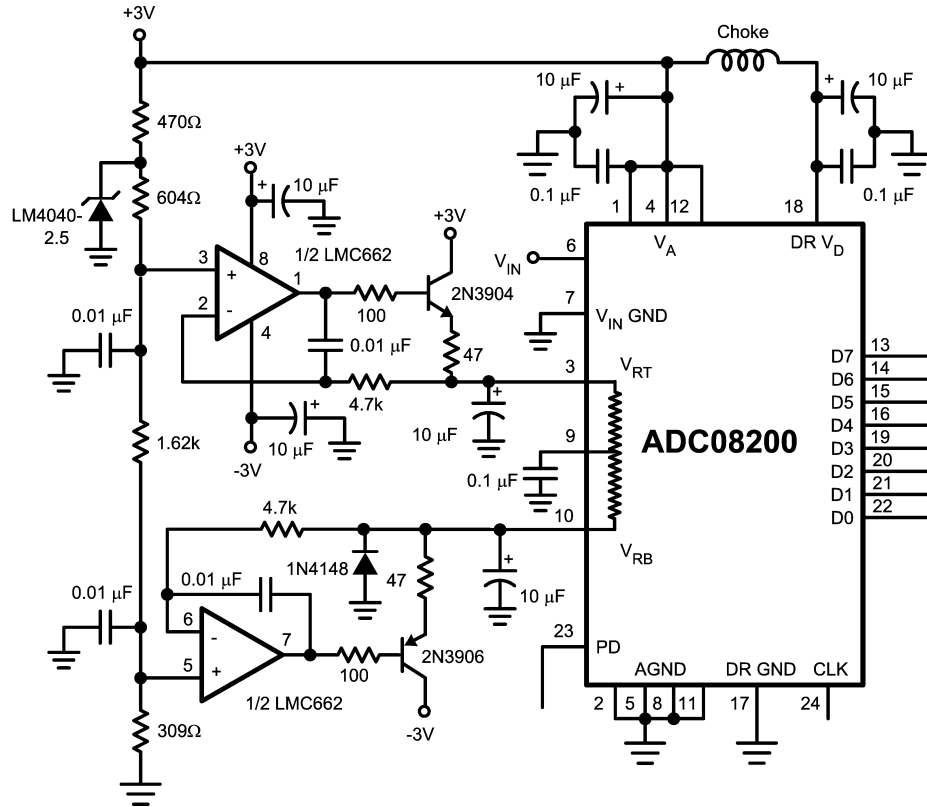 +3V
Choke
10 µF
+
+
10 µF
470Ω
+3V
+
10 µF
604Ω
LM4040-
2.5
0.1 µF
0.1 µF
1
4
12
18
+3V
V_A
DR V_D
8
1/2 LMC662
V_IN
6
3
+
1
2N3904
2
-
100
7
V_IN GND
4
0.01 µF
0.01 µF
47
D7
13
3
V_RT
D6
14
4.7k
+
D5
15
+
10 µF
10 µF
D4
16
1.62k
9
ADC08200
D3
19
-3V
0.1 µF
D2
20
D1
21
4.7k
10
D0
22
V_RB
1N4148
47
+
0.01 µF
0.01 µF
10 µF
6
-
7
23
PD
5
+
100
2N3906
AGND
DR GND
CLK
1/2 LMC662
2
5
8
11
17
24
309Ω
-3V